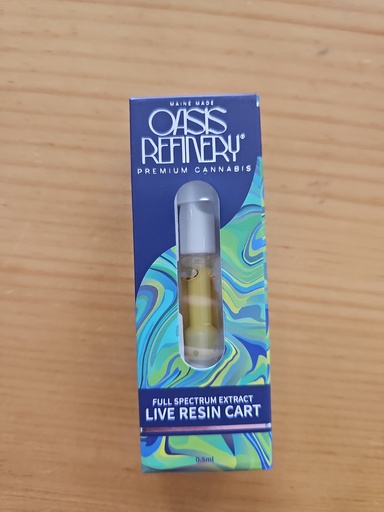 MAINE MADE
OASIS
REFINERY®
PREMIUM CANNABIS
FULL SPECTRUM EXTRACT
LIVE RESIN CART
0.5ml